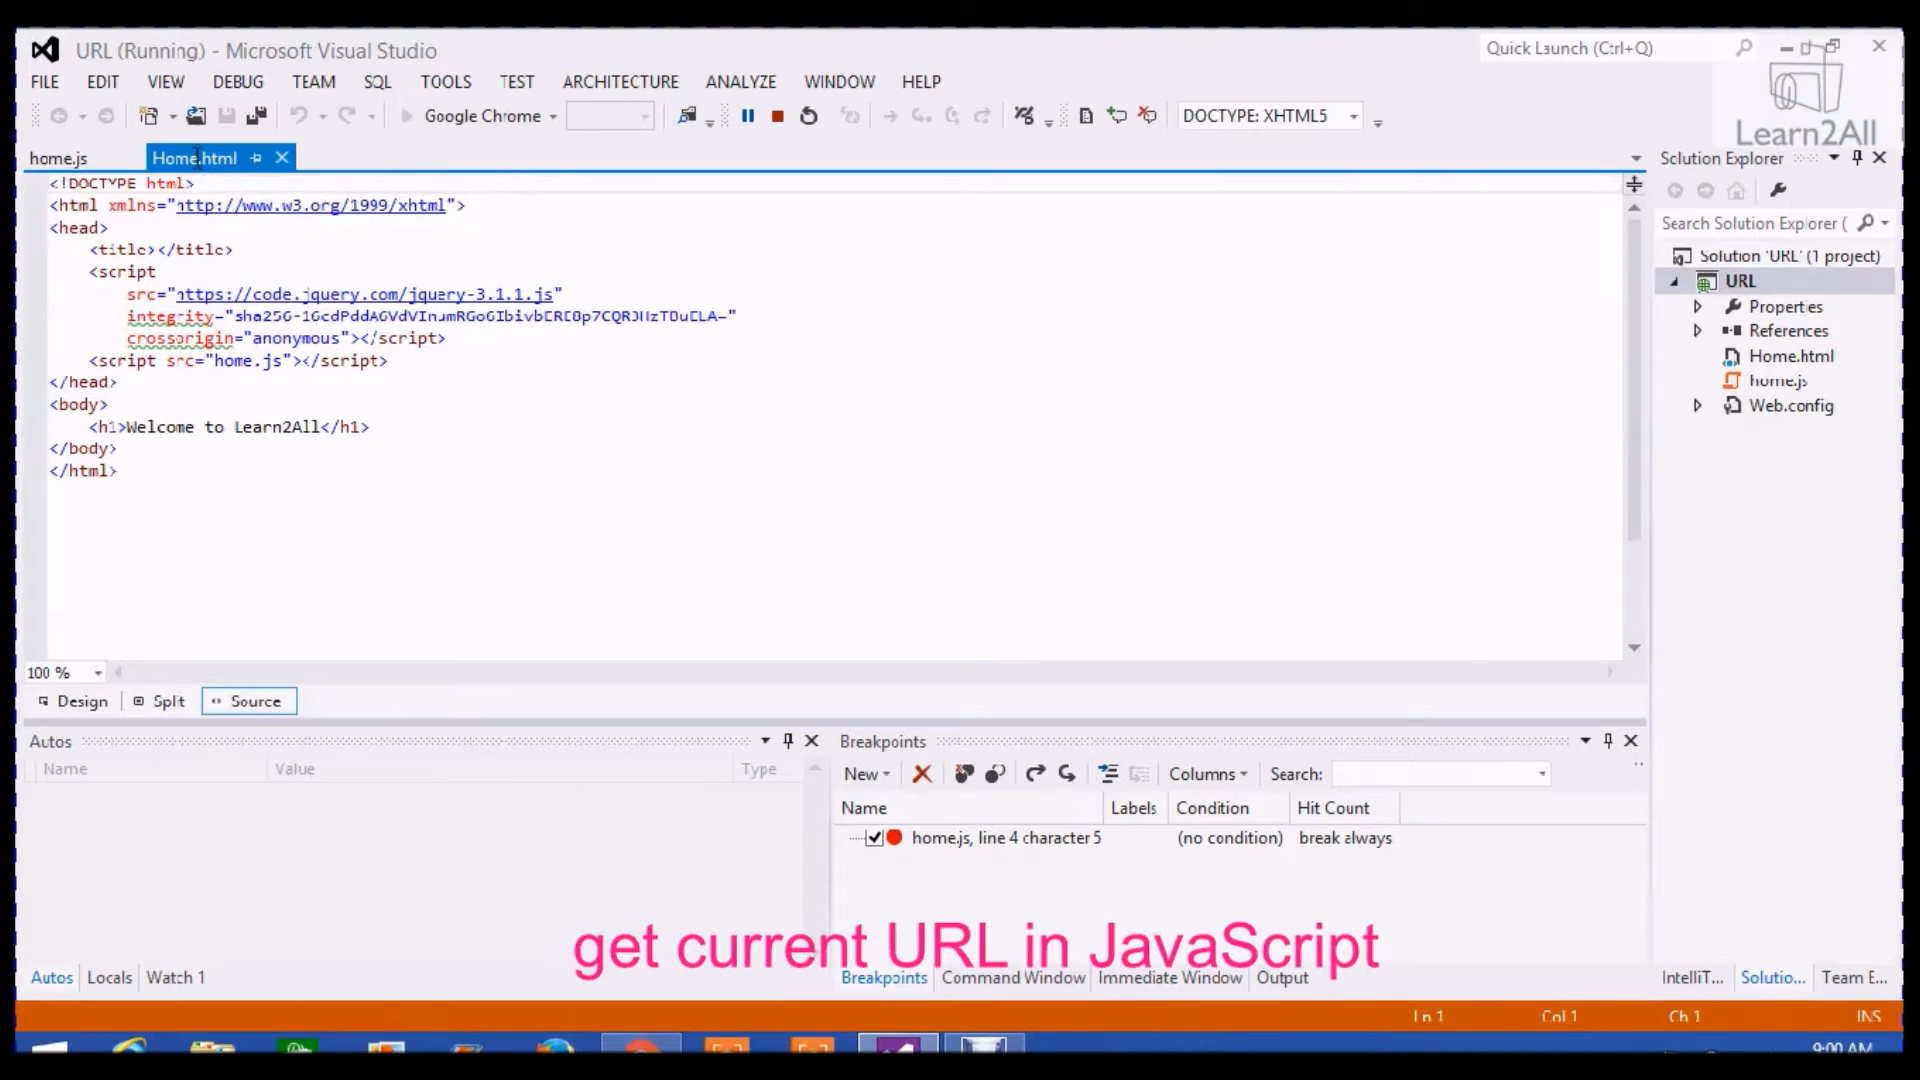 URL (Running) - Microsoft Visual Studio
Quick Launch (Ctrl+Q)
FILE EDIT VIEW DEBUG TEAM SQL TOOLS TEST ARCHITECTURE ANALYZE WINDOW HELP
Google Chrome
DOCTYPE: XHTML5
Learn2All
home.js
Home.html
<!DOCTYPE html>
<html xmlns="http://www.w3.org/1999/xhtml">
<head>
<title></title>
<script
src="https://code.jquery.com/jquery-3.1.1.js"
crossorigin="anonymous"></script>
<script src="home.js"></script>
</head>
<body>
<h1>Welcome to Learn2All</h1>
</body>
</html>
100 %
Design
Split
Source
Solution Explorer
Search Solution Explorer (
Solution 'URL' (1 project)
URL
Properties
References
Home.html
home.js
Web.config
Autos
Name Value Type
Breakpoints
New
Columns
Search:
Name Labels Condition Hit Count
home.js, line 4 character 5 (no condition) break always
get current URL in JavaScript
Autos Locals Watch 1
Breakpoints Command Window Immediate Window Output
IntelliT... Solutio... Team E...
Ln 1 Col 1 Ch 1 INS
9:00 AM